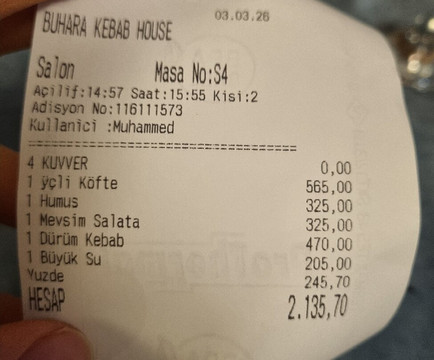 03.03.26
BUHARA KEBAB HOUSE
Salon Masa No:S4
Açilif:14:57 Saat:15:55 Kisi:2
Adisyon No:116111573
Kullanici :Muhammed
4 KUVVER 0,00
1 ÿçli Köfte 565,00
1 Humus 325,00
1 Mevsim Salata 325,00
1 Dürüm Kebab 470,00
1 Büyük Su 205,00
Yuzde 245,70
HESAP 2.135,70